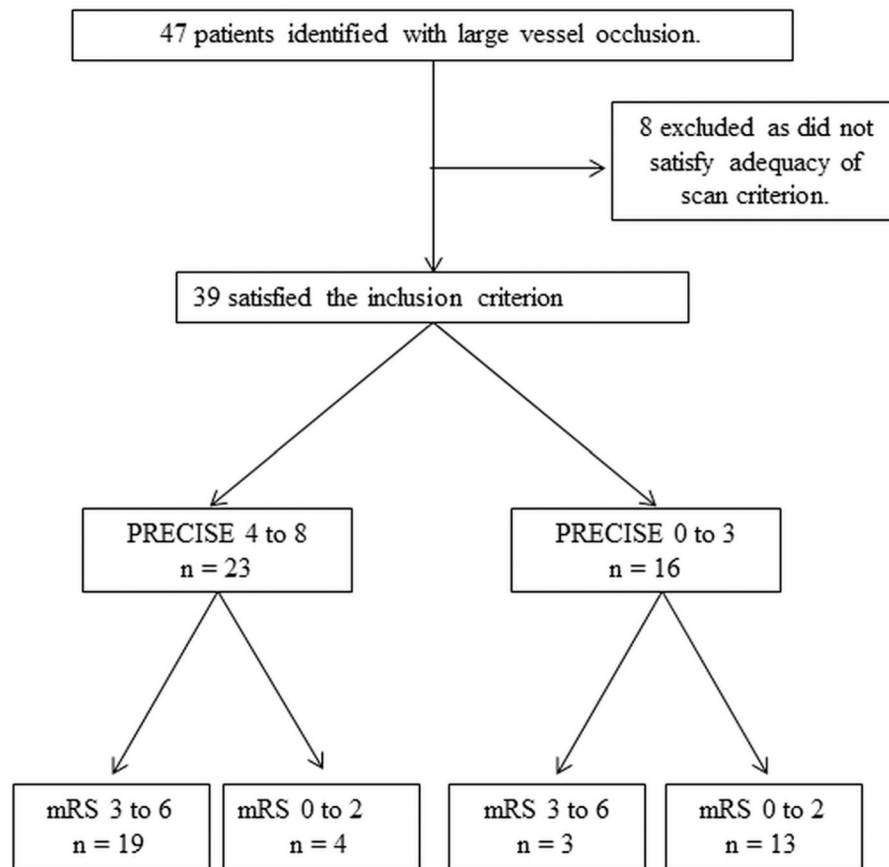 47 patients identified with large vessel occlusion.
8 excluded as did not
satisfy adequacy of
scan criterion.
39 satisfied the inclusion criterion
PRECISE 4 to 8
n = 23
PRECISE 0 to 3
n = 16
mRS 3 to 6
n = 19
mRS 0 to 2
n = 4
mRS 3 to 6
n = 3
mRS 0 to 2
n = 13